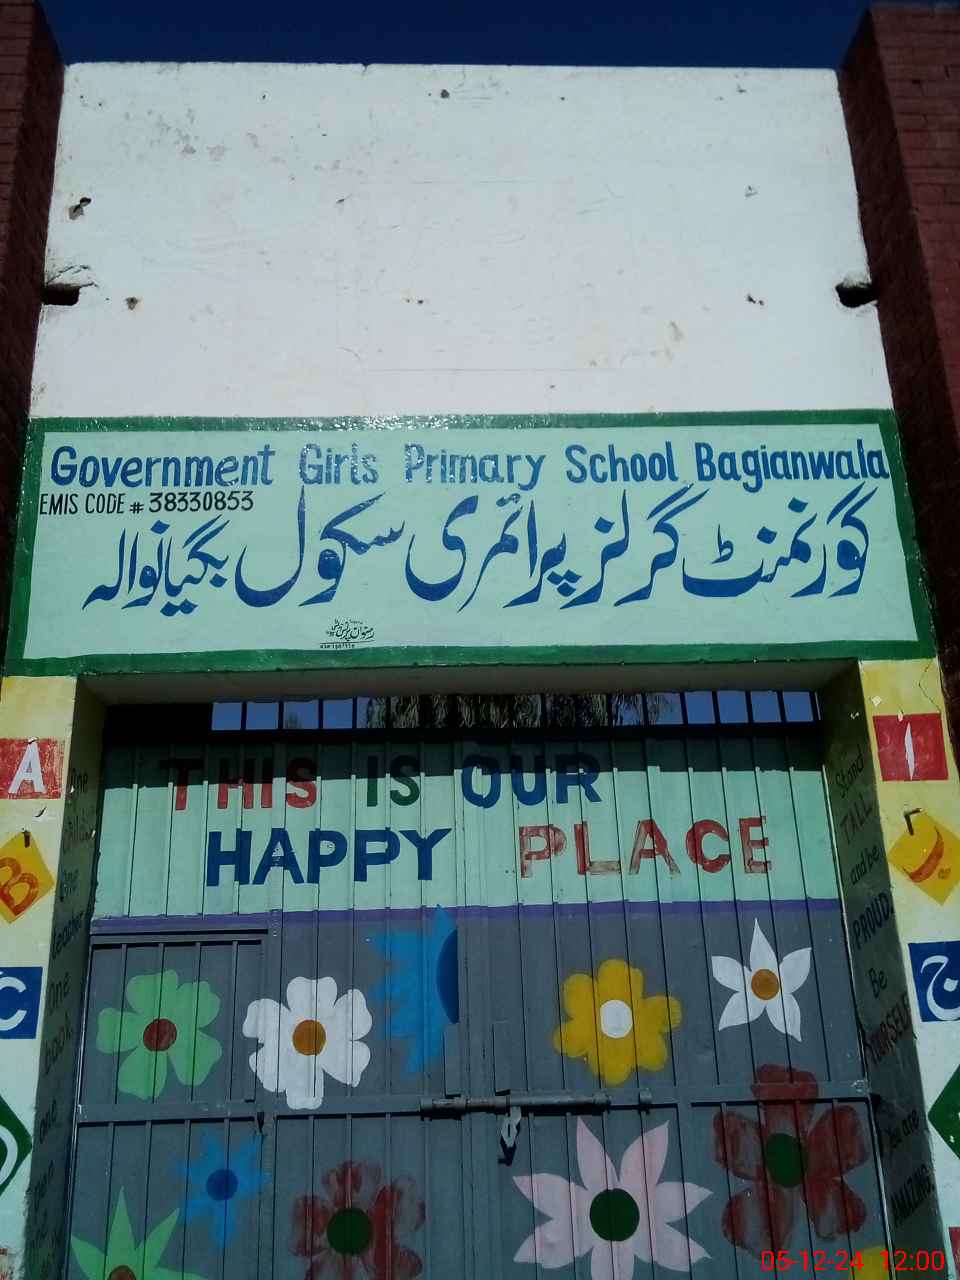 Government Girls Primary School Bagianwala
EMIS CODE # 38330853
گورنمنٹ گرلز پرائمری سکول بگیانوالہ
THIS IS OUR
HAPPY PLACE
A
B
C
ا
ب
ج
One
One
teacher
One
book
one
pen
Stand
TALL
and be
PROUD.
Be
YOURSELF
You are
AMAZING.
05-12-24 12:00